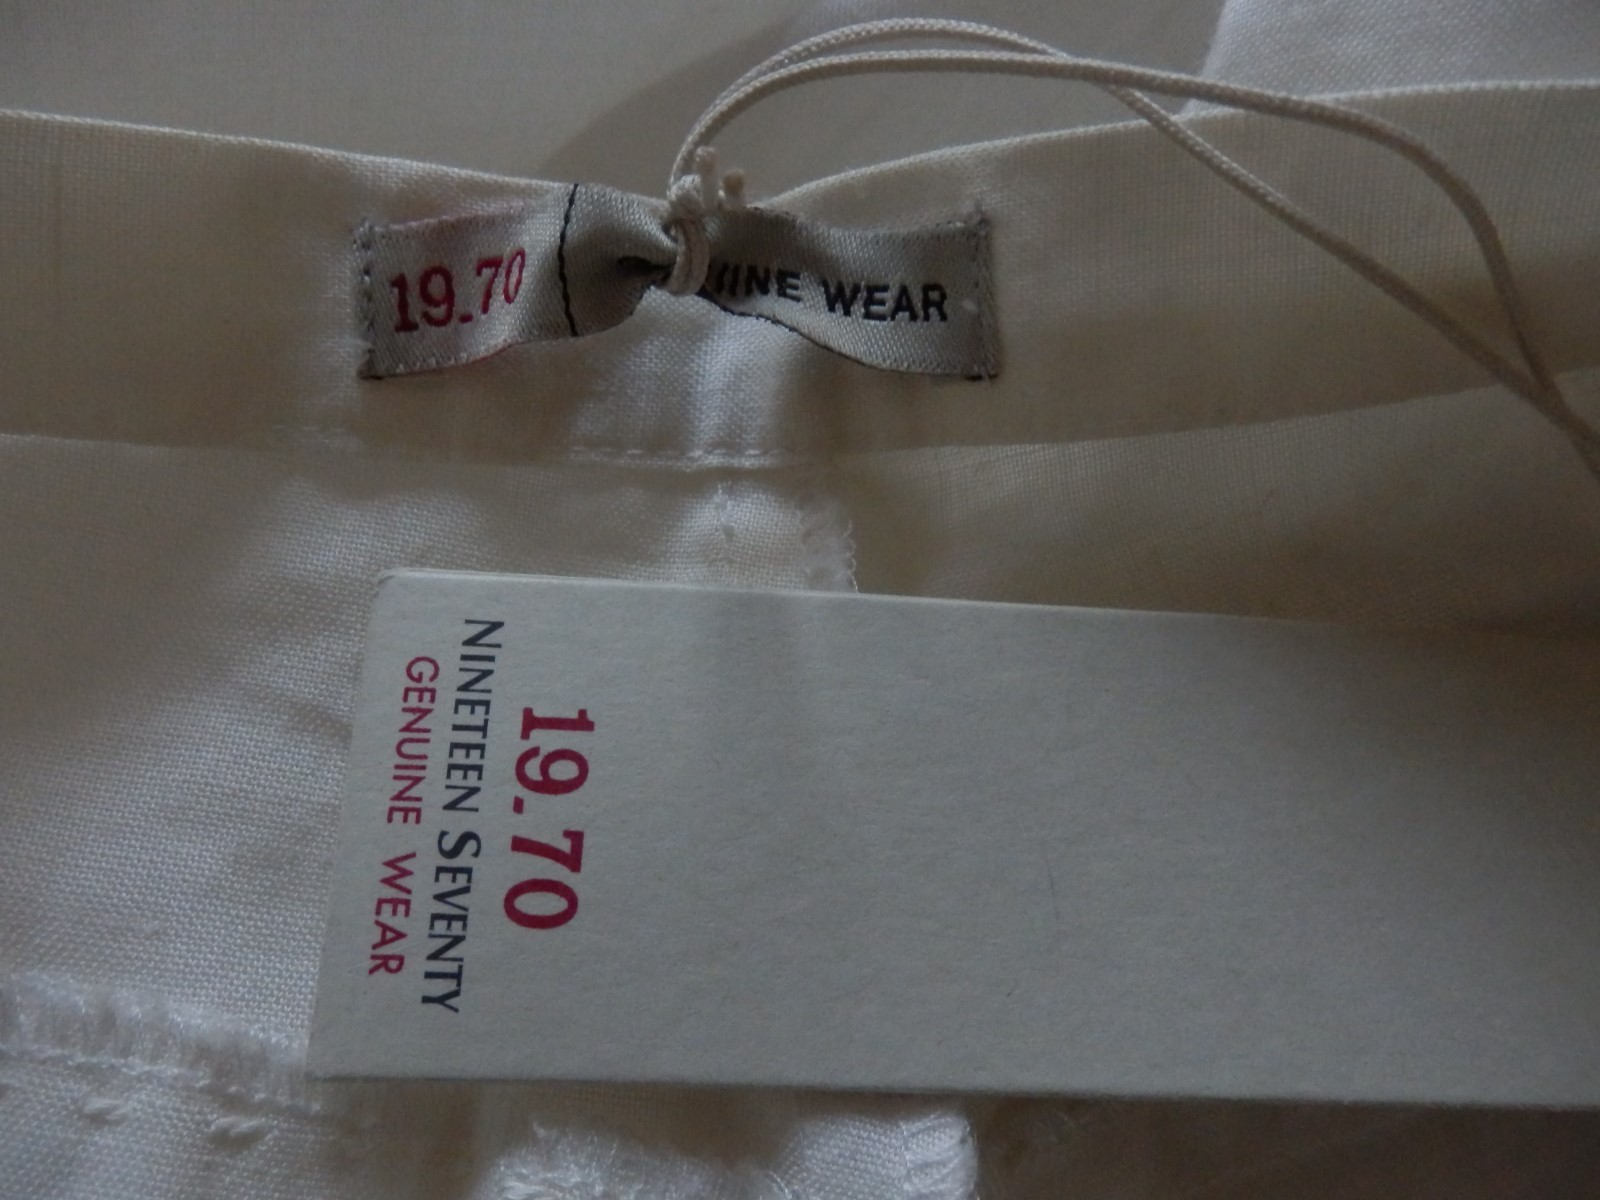 19.70
WEAR
19.70
NINETEEN SEVENTY
GENUINE WEAR